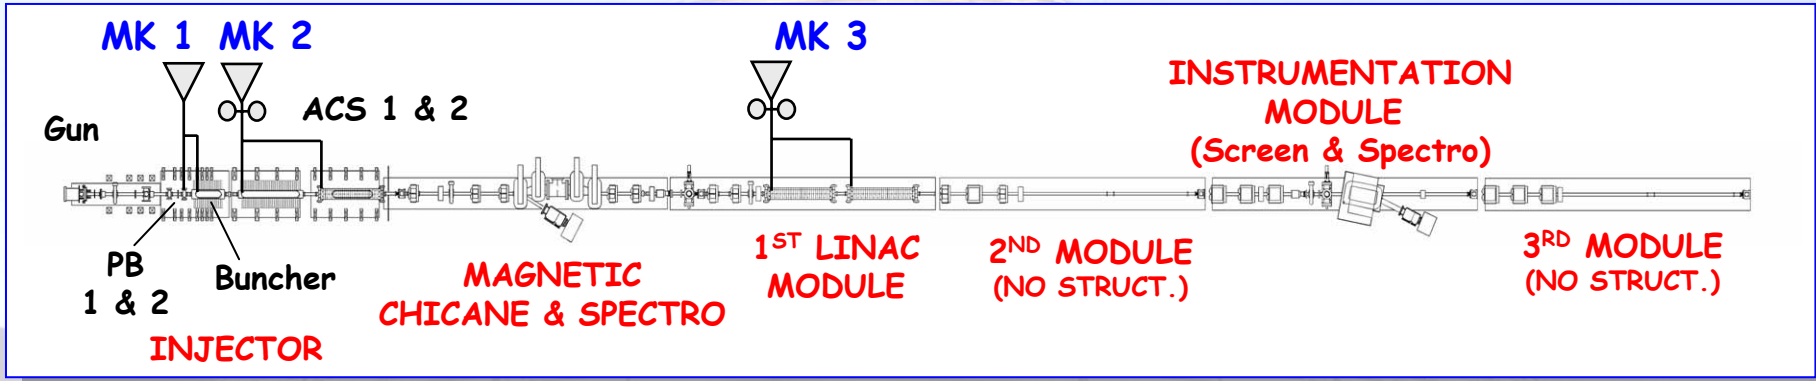 MK 1 MK 2
MK 3
INSTRUMENTATION
MODULE
(Screen & Spectro)
Gun
ACS 1 & 2
PB
1 & 2
Buncher
INJECTOR
MAGNETIC
CHICANE & SPECTRO
1ST LINAC
MODULE
2ND MODULE
(NO STRUCT.)
3RD MODULE
(NO STRUCT.)